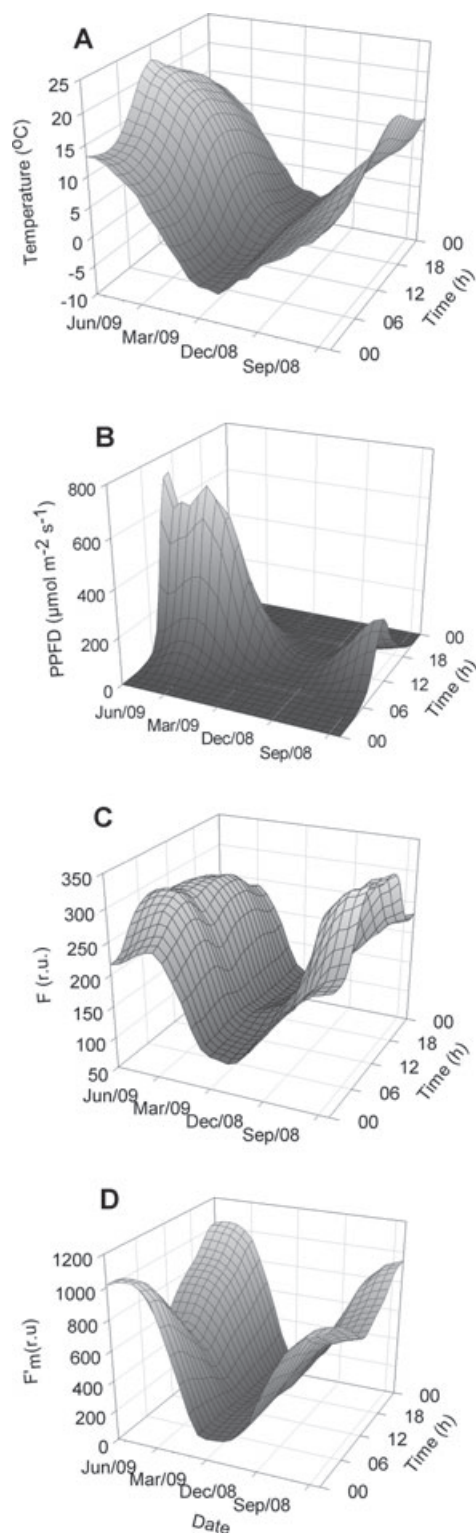 A
25
20
15
10
5
0
-5
-10
Temperature (ºC)
Jun/09
Mar/09
Dec/08
Sep/08
00
06
12
18
00
Time (h)
B
800
600
400
200
0
PPFD (µmol m-2 s-1)
Jun/09
Mar/09
Dec/08
Sep/08
00
06
12
18
00
Time (h)
C
350
300
250
200
150
100
50
F (r.u.)
Jun/09
Mar/09
Dec/08
Sep/08
00
06
12
18
00
Time (h)
D
1200
1000
800
600
400
200
0
F'm(r.u)
Jun/09
Mar/09
Dec/08
Sep/08
00
06
12
18
00
Time (h)
Date